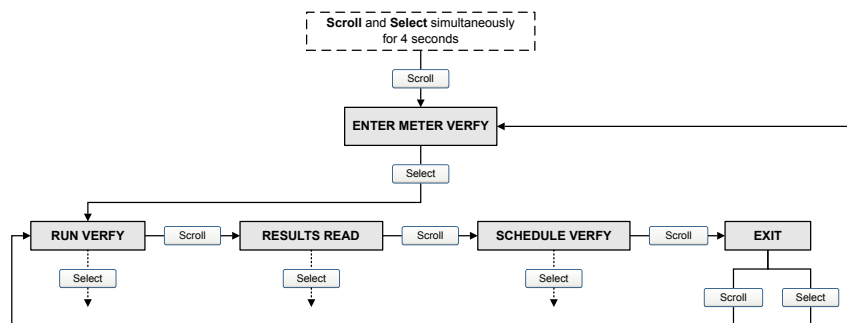 Scroll and Select simultaneously
for 4 seconds
Scroll
ENTER METER VERFY
Select
RUN VERFY
Scroll
RESULTS READ
Scroll
SCHEDULE VERFY
Scroll
EXIT
Select
Select
Select
Scroll
Select